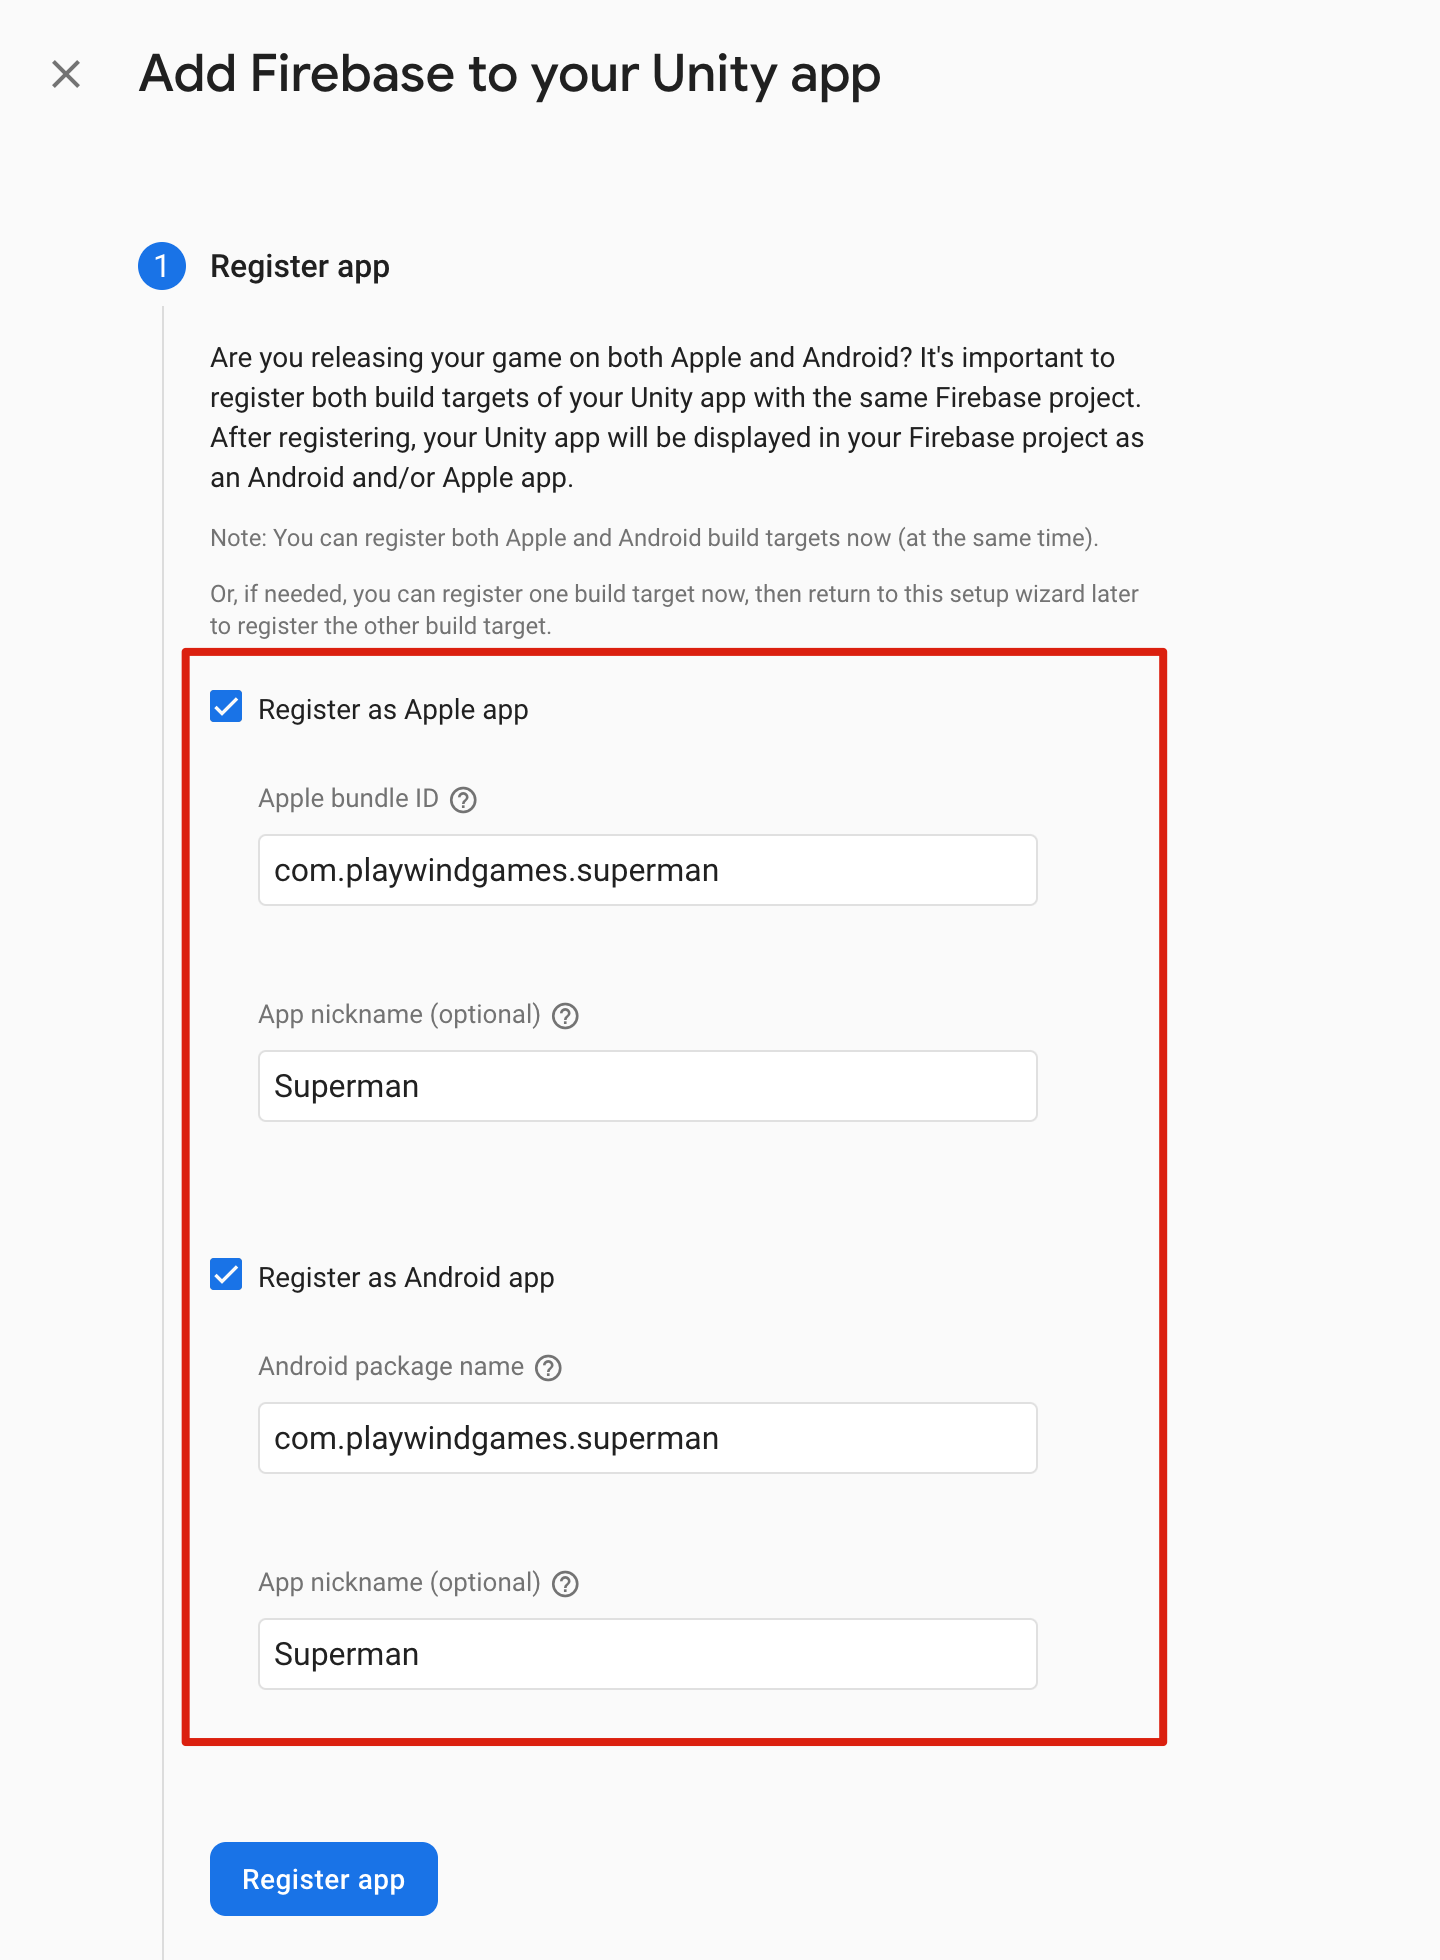 Add Firebase to your Unity app
1 Register app
Are you releasing your game on both Apple and Android? It's important to
register both build targets of your Unity app with the same Firebase project.
After registering, your Unity app will be displayed in your Firebase project as
an Android and/or Apple app.
Note: You can register both Apple and Android build targets now (at the same time).
Or, if needed, you can register one build target now, then return to this setup wizard later
to register the other build target.
Register as Apple app
Apple bundle ID
com.playwindgames.superman
App nickname (optional)
Superman
Register as Android app
Android package name
com.playwindgames.superman
App nickname (optional)
Superman
Register app